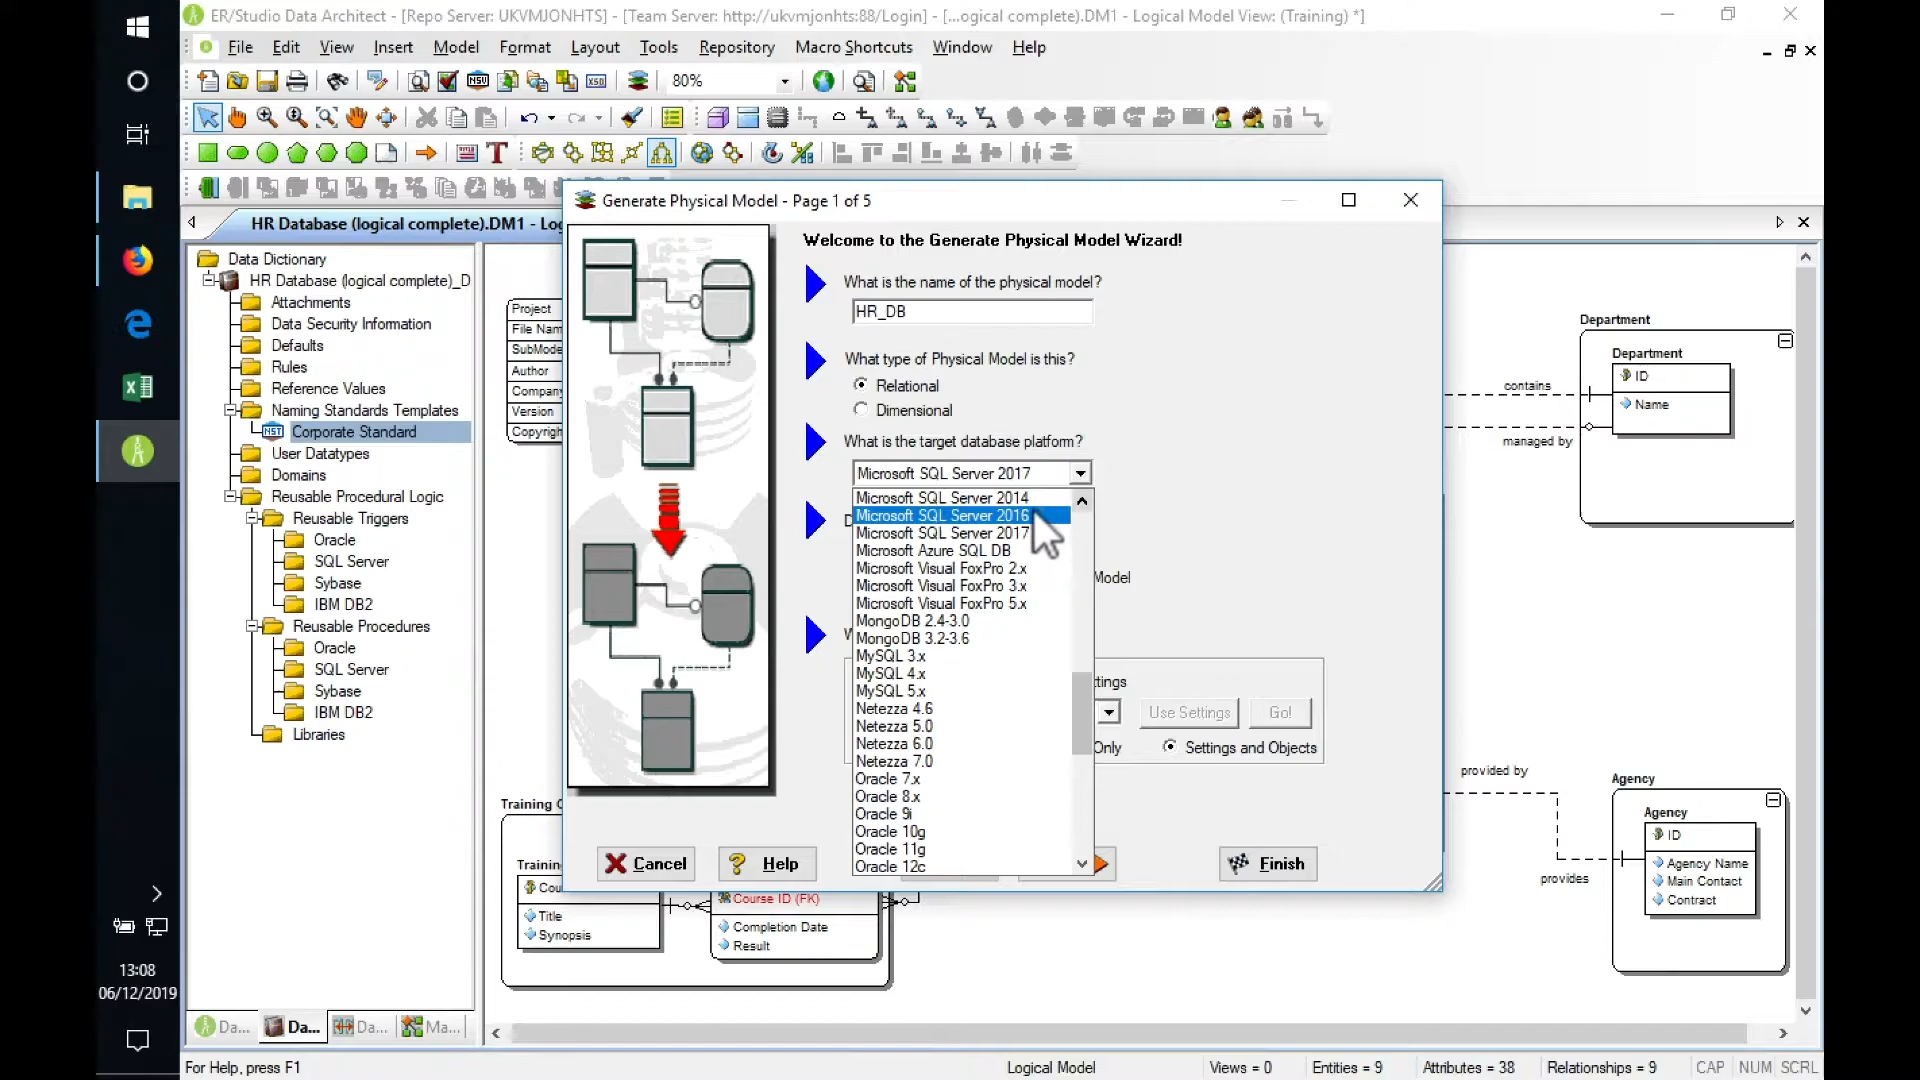 ER/Studio Data Architect - [Repo Server: UKVMJONHTS] - [Team Server: http://ukvmjonhts:88/Login] - [...ogical complete).DM1 - Logical Model View: (Training) *]
File Edit View Insert Model Format Layout Tools Repository Macro Shortcuts Window Help
80%
HR Database (logical complete).DM1 - Lo
Data Dictionary
HR Database (logical complete)_D
Attachments
Data Security Information
Defaults
Rules
Reference Values
Naming Standards Templates
NST Corporate Standard
User Datatypes
Domains
Reusable Procedural Logic
Reusable Triggers
Oracle
SQL Server
Sybase
IBM DB2
Reusable Procedures
Oracle
SQL Server
Sybase
IBM DB2
Libraries
Da... Da... Da... Ma...
Project
File Nam
SubMode
Author
Company
Version
Copyrigh
Generate Physical Model - Page 1 of 5
Welcome to the Generate Physical Model Wizard!
What is the name of the physical model?
HR_DB
What type of Physical Model is this?
Relational
Dimensional
What is the target database platform?
Microsoft SQL Server 2017
Microsoft SQL Server 2014
Microsoft SQL Server 2016
Microsoft SQL Server 2017
Microsoft Azure SQL DB
Microsoft Visual FoxPro 2.x
Microsoft Visual FoxPro 3.x
Microsoft Visual FoxPro 5.x
MongoDB 2.4-3.0
MongoDB 3.2-3.6
MySQL 3.x
MySQL 4.x
MySQL 5.x
Netezza 4.6
Netezza 5.0
Netezza 6.0
Netezza 7.0
Oracle 7.x
Oracle 8.x
Oracle 9i
Oracle 10g
Oracle 11g
Oracle 12c
Model
ttings
Use Settings Go!
Only Settings and Objects
Cancel Help Finish
Department
Department
ID
Name
contains
managed by
provided by
provides
Agency
Agency
ID
Agency Name
Main Contact
Contract
Training C
Trainin
Cou
Title
Synopsis
Course ID (FK)
Completion Date
Result
13:08
06/12/2019
For Help, press F1 Logical Model Views = 0 Entities = 9 Attributes = 38 Relationships = 9 CAP NUM SCRL